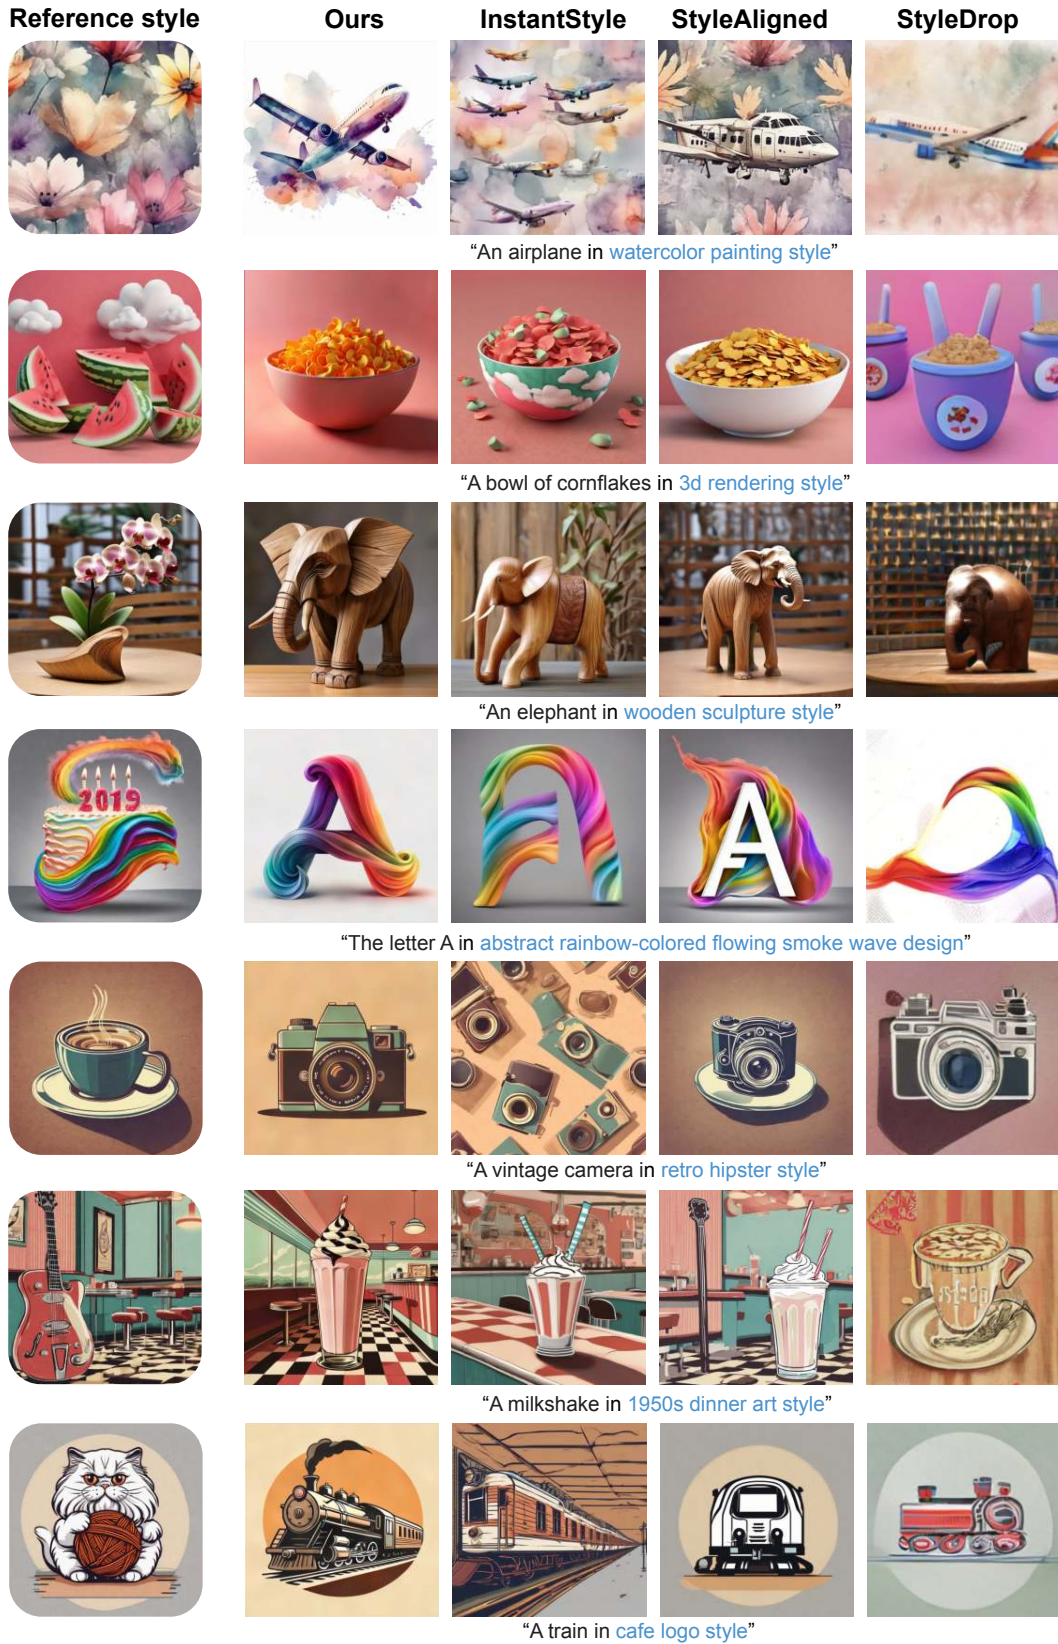 Reference style Ours InstantStyle StyleAligned StyleDrop
“An airplane in watercolor painting style”
“A bowl of cornflakes in 3d rendering style”
“An elephant in wooden sculpture style”
2019
A A A
“The letter A in abstract rainbow-colored flowing smoke wave design”
“A vintage camera in retro hipster style”
“A milkshake in 1950s dinner art style”
“A train in cafe logo style”